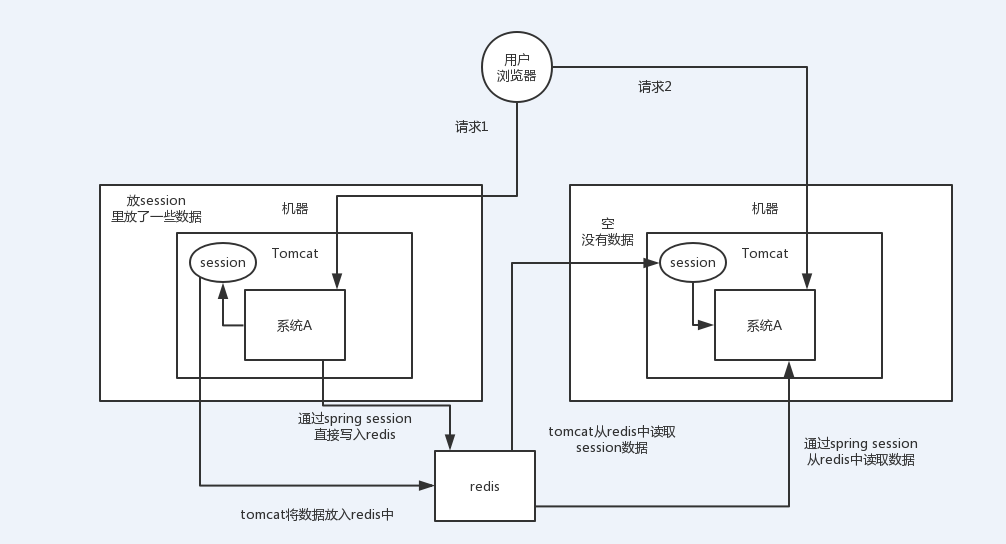 用户
浏览器
请求2
请求1
放session
里放了一些数据
机器
Tomcat
session
系统A
空
没有数据
机器
Tomcat
session
系统A
通过spring session
直接写入redis
tomcat从redis中读取
session数据
通过spring session
从redis中读取数据
redis
tomcat将数据放入redis中